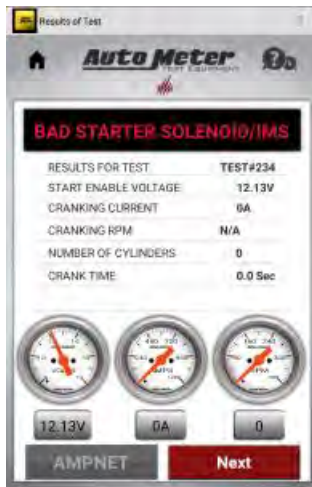 Results of Test
Auto Meter
TEST EQUIPMENT
BAD STARTER SOLENOID/IMS
RESULTS FOR TEST TEST#234
START ENABLE VOLTAGE 12.13V
CRANKING CURRENT 0A
CRANKING RPM N/A
NUMBER OF CYLINDERS 0
CRANK TIME 0.0 Sec
12.13V 0A 0
AMPNET Next